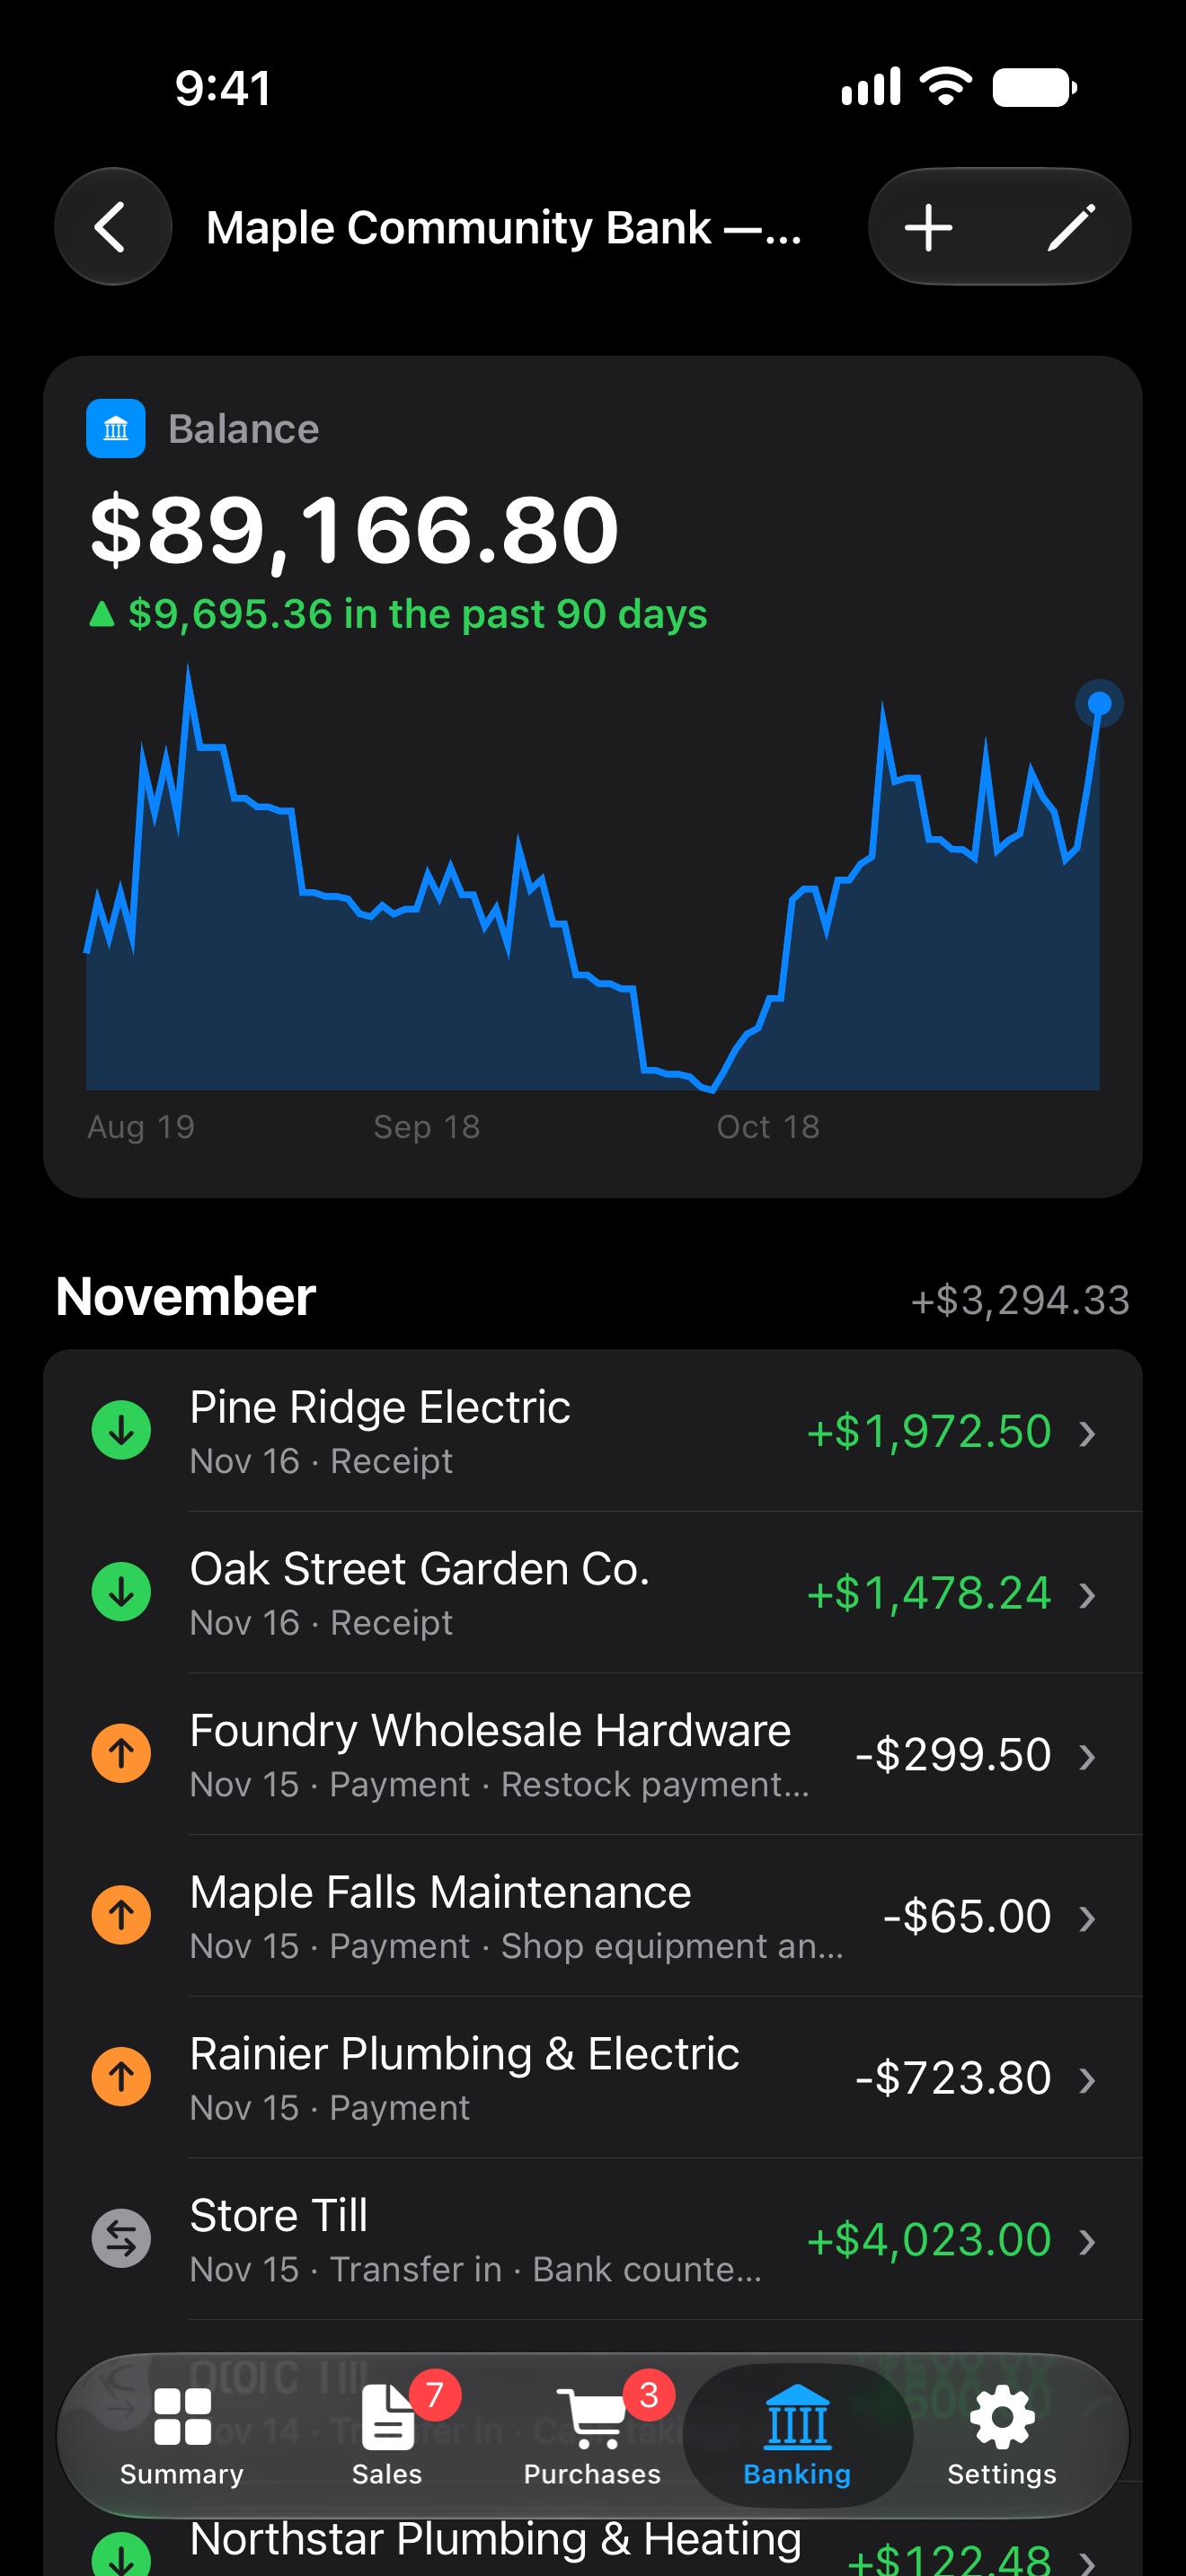 9:41
Maple Community Bank —...
Balance
$89,166.80
$9,695.36 in the past 90 days
Aug 19 Sep 18 Oct 18
November +$3,294.33
Pine Ridge Electric
Nov 16 · Receipt
+$1,972.50
Oak Street Garden Co.
Nov 16 · Receipt
+$1,478.24
Foundry Wholesale Hardware
Nov 15 · Payment · Restock payment...
-$299.50
Maple Falls Maintenance
Nov 15 · Payment · Shop equipment an...
-$65.00
Rainier Plumbing & Electric
Nov 15 · Payment
-$723.80
Store Till
Nov 15 · Transfer in · Bank counte...
+$4,023.00
7
3
Summary Sales Purchases Banking Settings
Northstar Plumbing & Heating
+$122.48